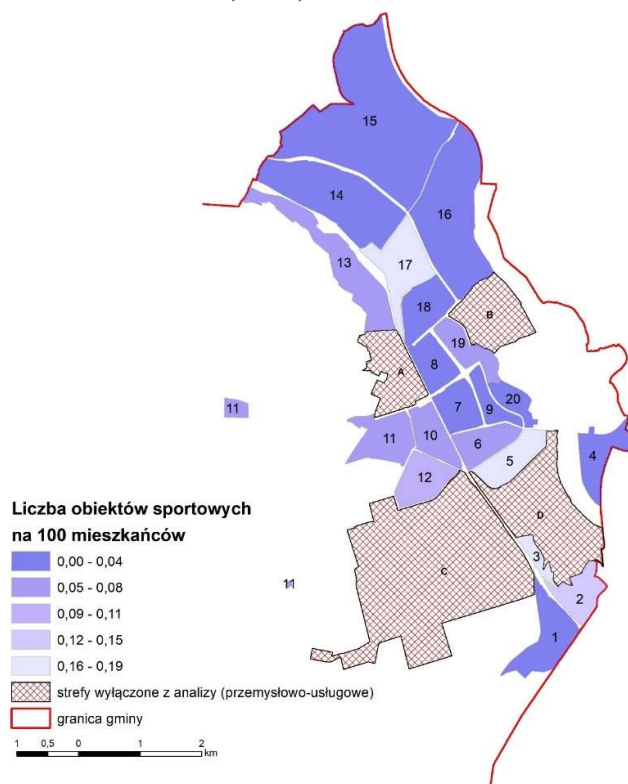 15
14
16
13
17
18
B
19
A
8
11
7
9
20
11
10
6
4
12
5
D
C
3
11
2
1
Liczba obiektów sportowych
na 100 mieszkańców
0,00 - 0,04
0,05 - 0,08
0,09 - 0,11
0,12 - 0,15
0,16 - 0,19
strefy wyłączone z analizy (przemysłowo-usługowe)
granica gminy
1 0,5 0 1 2
km